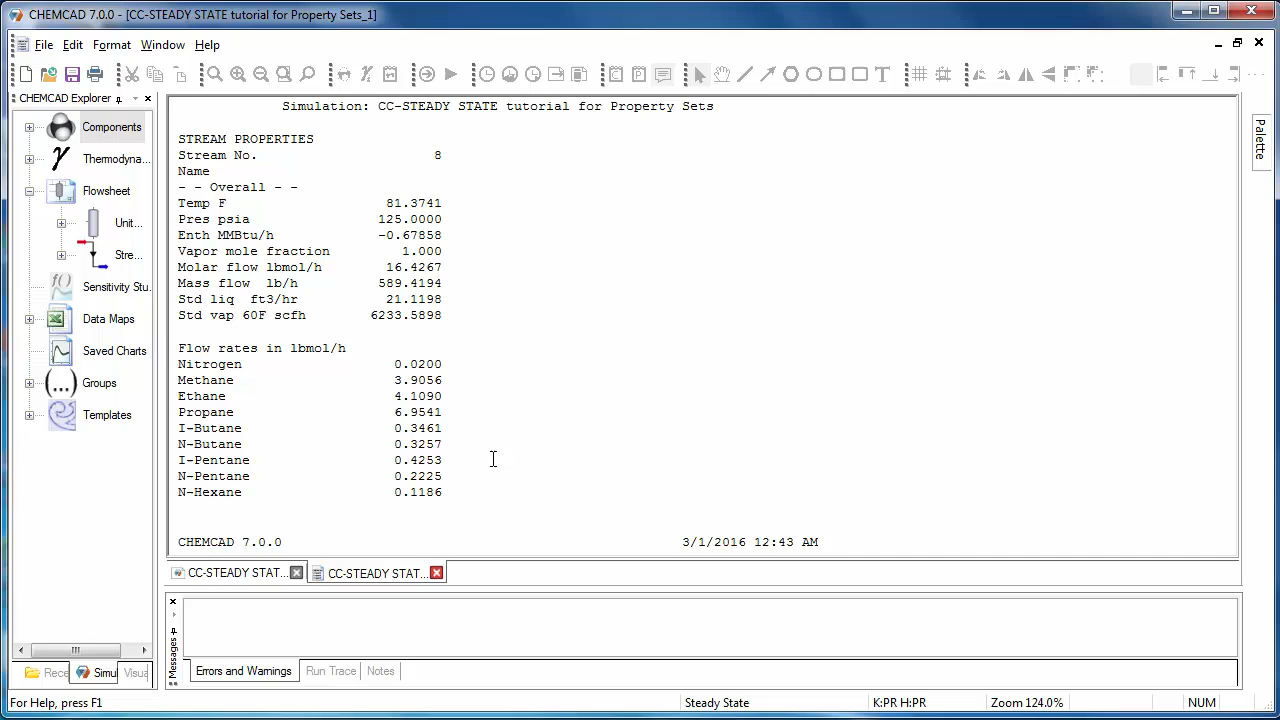 CHEMCAD 7.0.0 - [CC-STEADY STATE tutorial for Property Sets_1]
File Edit Format Window Help
CHEMCAD Explorer
Components
Thermodyna...
Flowsheet
Unit...
Stre...
Sensitivity Stu.
Data Maps
Saved Charts
Groups
Templates
Rece Simu Visua
Simulation: CC-STEADY STATE tutorial for Property Sets
STREAM PROPERTIES
Stream No. 8
Name
- - Overall - -
Temp F 81.3741
Pres psia 125.0000
Enth MMBtu/h -0.67858
Vapor mole fraction 1.000
Molar flow lbmol/h 16.4267
Mass flow lb/h 589.4194
Std liq ft3/hr 21.1198
Std vap 60F scfh 6233.5898
Flow rates in lbmol/h
Nitrogen 0.0200
Methane 3.9056
Ethane 4.1090
Propane 6.9541
I-Butane 0.3461
N-Butane 0.3257
I-Pentane 0.4253
N-Pentane 0.2225
N-Hexane 0.1186
CHEMCAD 7.0.0 3/1/2016 12:43 AM
Palette
CC-STEADY STAT... CC-STEADY STAT...
Messages
Errors and Warnings Run Trace Notes
For Help, press F1 Steady State K:PR H:PR Zoom 124.0% NUM